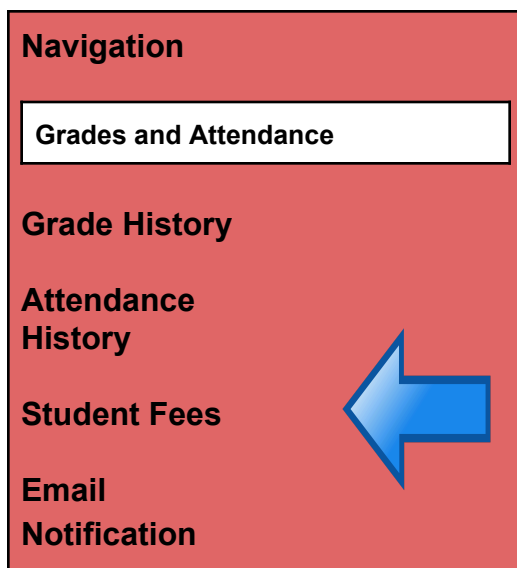 Navigation
Grades and Attendance
Grade History
Attendance
History
Student Fees
Email
Notification